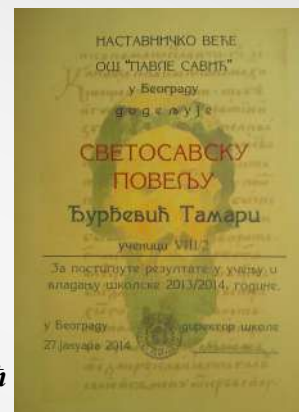 НАСТАВНИЧКО ВЕЋЕ
ОШ "ПАВЛЕ САВИЋ"
у Београду
додељује
СВЕТОСАВСКУ
ПОВЕЉУ
Ђурђевић Тамари
ученици VIII/2
За постигнуте резултате у учењу и
владању школске 2013/2014. године.
у Београду директор школе
27. јануара 2014.